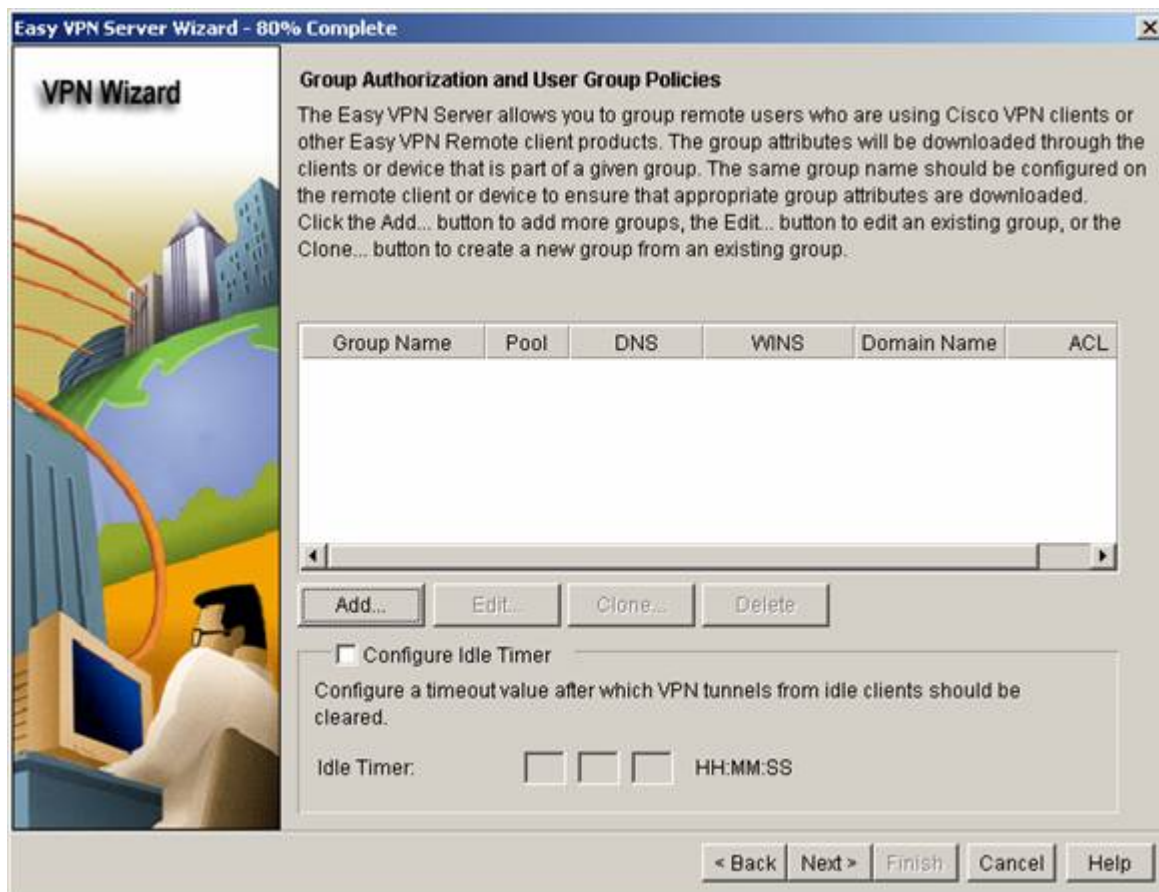 Easy VPN Server Wizard - 80% Complete
VPN Wizard
Group Authorization and User Group Policies
The Easy VPN Server allows you to group remote users who are using Cisco VPN clients or
other Easy VPN Remote client products. The group attributes will be downloaded through the
clients or device that is part of a given group. The same group name should be configured on
the remote client or device to ensure that appropriate group attributes are downloaded.
Click the Add... button to add more groups, the Edit... button to edit an existing group, or the
Clone... button to create a new group from an existing group.
Group Name Pool DNS WINS Domain Name ACL
Add... Edit... Clone... Delete
Configure Idle Timer
Configure a timeout value after which VPN tunnels from idle clients should be
cleared.
Idle Timer: HH:MM:SS
< Back Next > Finish Cancel Help